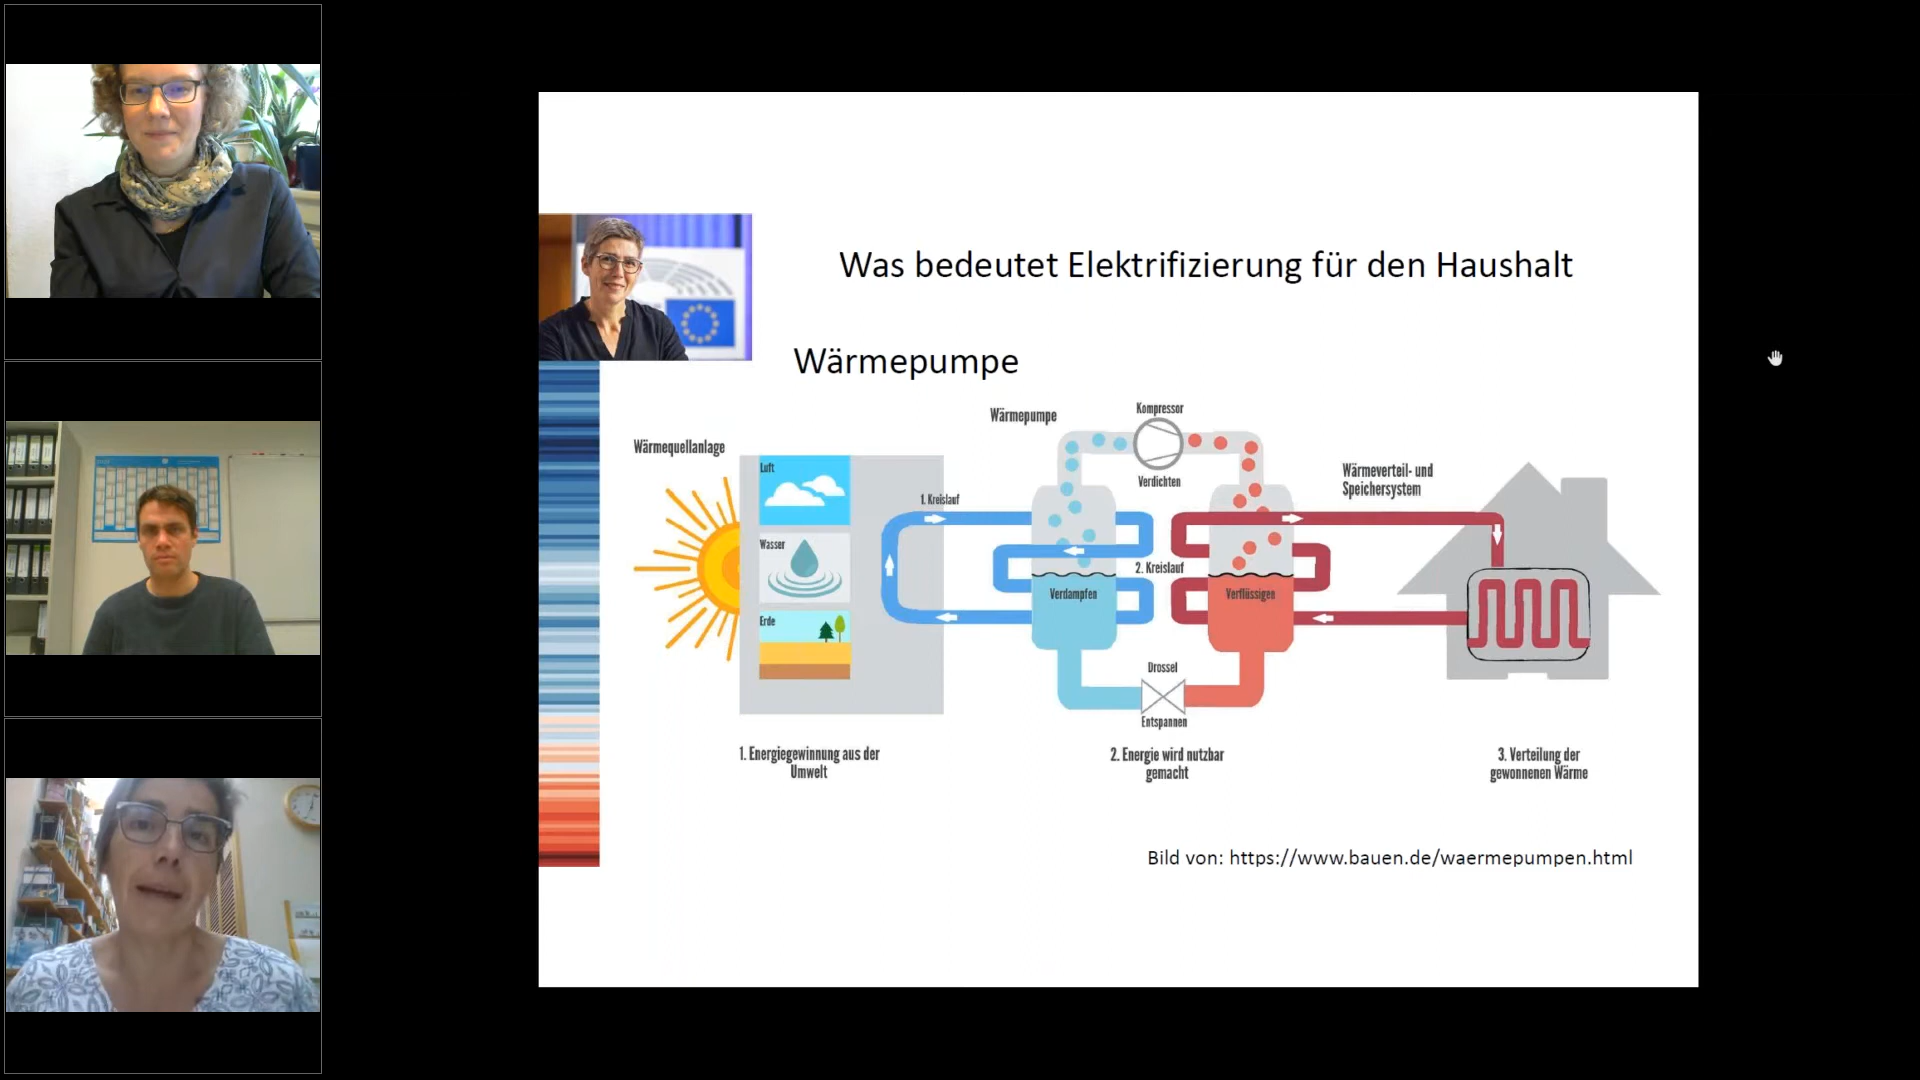 Was bedeutet Elektrifizierung für den Haushalt
Wärmepumpe
Wärmequellanlage
Luft
Wasser
Erde
1. Kreislauf
Wärmepumpe
Kompressor
Verdichten
Verdampfen
2. Kreislauf
Verflüssigen
Drossel
Entspannen
Wärmeverteil- und
Speichersystem
1. Energiegewinnung aus der
Umwelt
2. Energie wird nutzbar
gemacht
3. Verteilung der
gewonnenen Wärme
Bild von: https://www.bauen.de/waermepumpen.html